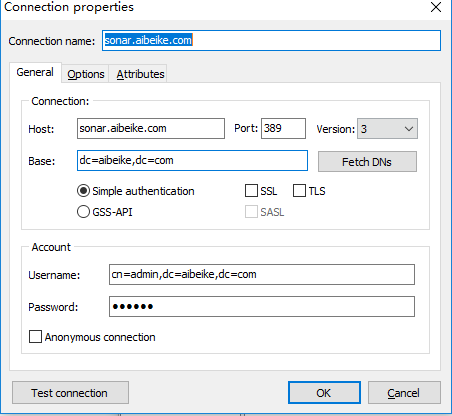 Connection properties
Connection name: sonar.aibeike.com
General Options Attributes
Connection:
Host: sonar.aibeike.com Port: 389 Version: 3
Base: dc=aibeike,dc=com Fetch DNs
Simple authentication SSL TLS
GSS-API SASL
Account
Username: cn=admin,dc=aibeike,dc=com
Password: ●●●●●●
Anonymous connection
Test connection OK Cancel